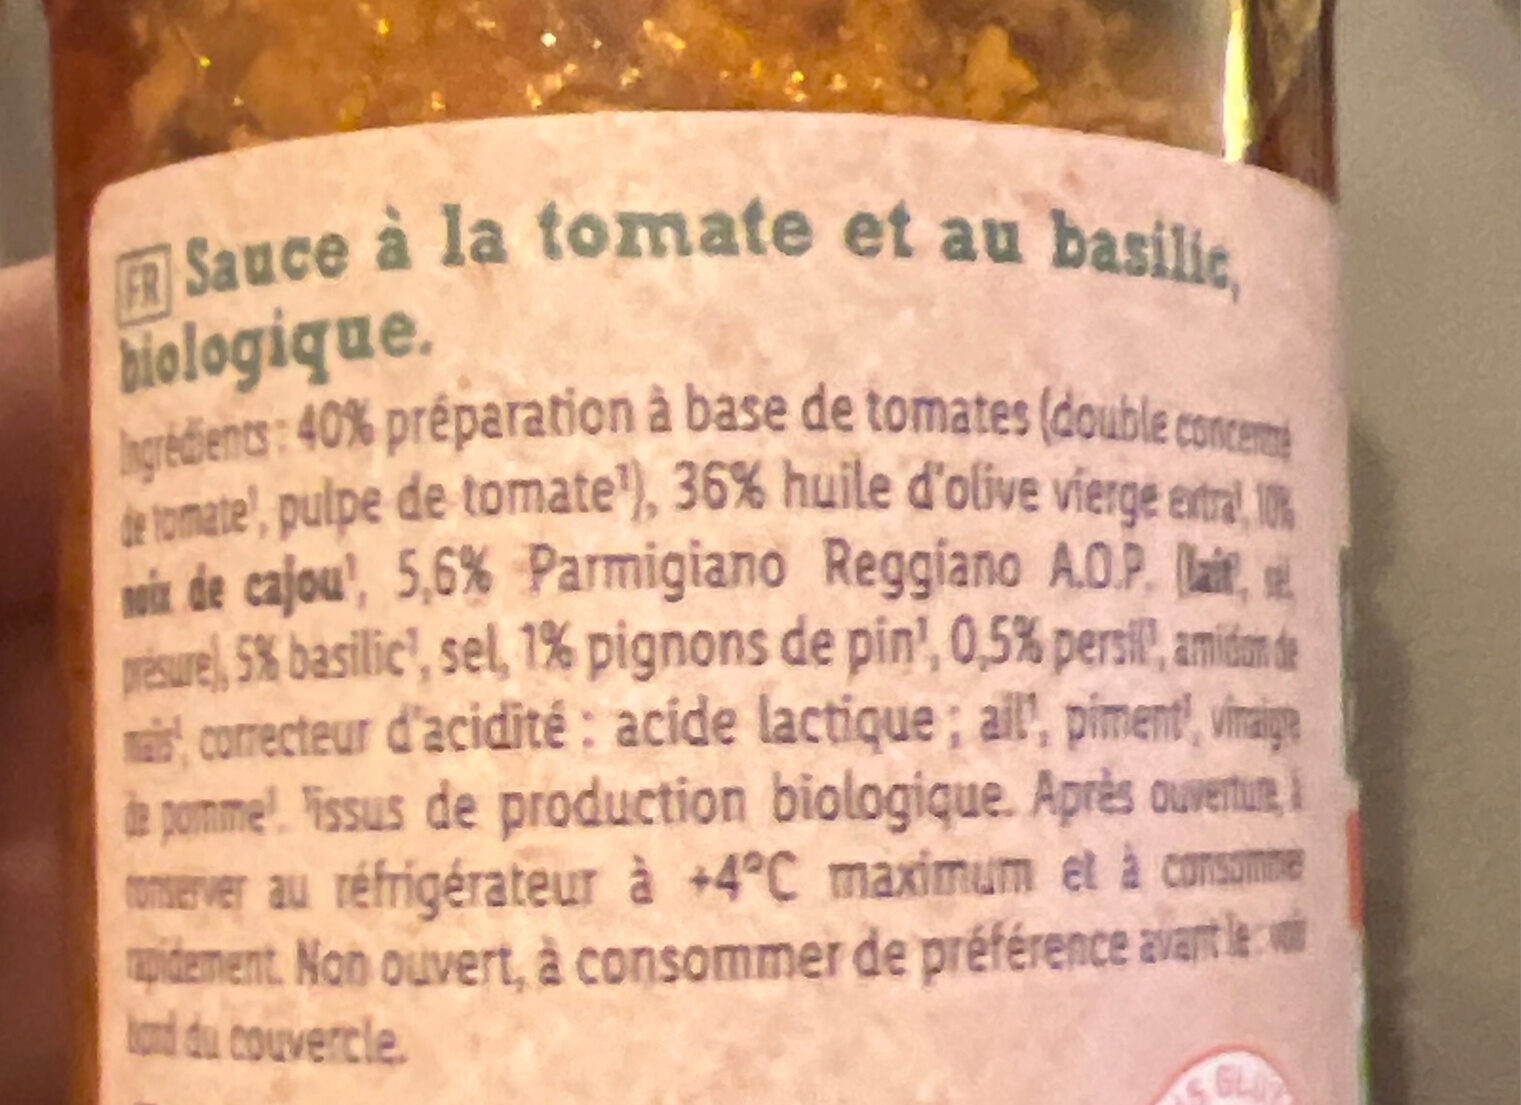 FR Sauce à la tomate et au basilic,
biologique.
Ingrédients : 40% préparation à base de tomates (double concentré
de tomate¹, pulpe de tomate¹), 36% huile d'olive vierge extra¹, 10%
noix de cajou¹, 5,6% Parmigiano Reggiano A.O.P. (lait¹, sel,
présure), 5% basilic¹, sel, 1% pignons de pin¹, 0,5% persil¹, amidon de
maïs¹, correcteur d'acidité : acide lactique ; ail¹, piment¹, vinaigre
de pomme¹. ¹issus de production biologique. Après ouverture, à
conserver au réfrigérateur à +4°C maximum et à consommer
rapidement. Non ouvert, à consommer de préférence avant le : voir
bord du couvercle.